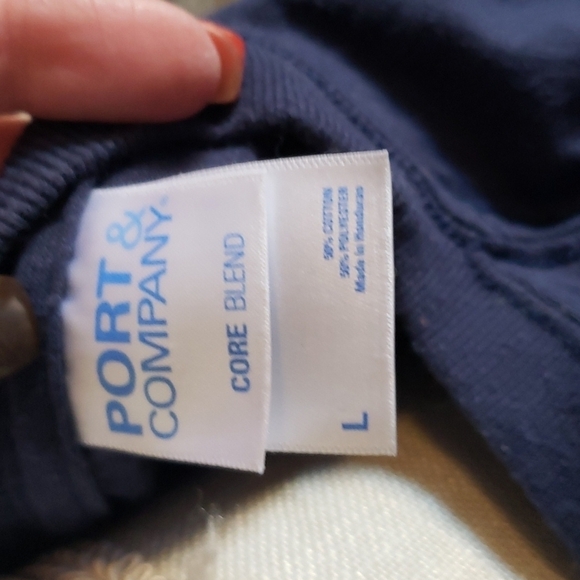 PORT &
COMPANY
CORE BLEND
50% COTTON
50% POLYESTER
Made in Honduras
L